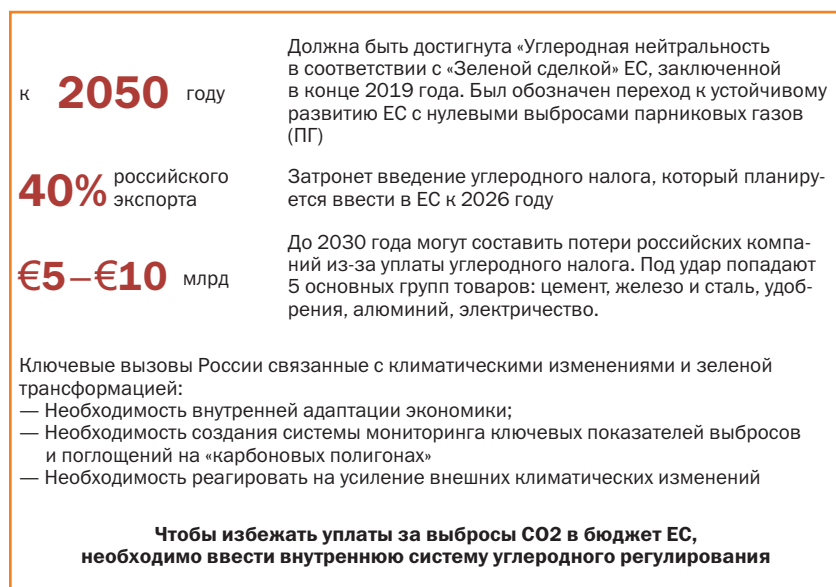 к 2050 году
Должна быть достигнута «Углеродная нейтральность
в соответствии с «Зеленой сделкой» ЕС, заключенной
в конце 2019 года. Был обозначен переход к устойчивому
развитию ЕС с нулевыми выбросами парниковых газов
(ПГ)
40% российского
экспорта
Затронет введение углеродного налога, который планиру-
ется ввести в ЕС к 2026 году
€5–€10 млрд
До 2030 года могут составить потери российских компа-
ний из-за уплаты углеродного налога. Под удар попадают
5 основных групп товаров: цемент, железо и сталь, удоб-
рения, алюминий, электричество.
Ключевые вызовы России связанные с климатическими изменениями и зеленой
трансформацией:
— Необходимость внутренней адаптации экономики;
— Необходимость создания системы мониторинга ключевых показателей выбросов
и поглощений на «карбоновых полигонах»
— Необходимость реагировать на усиление внешних климатических изменений
Чтобы избежать уплаты за выбросы СО2 в бюджет ЕС,
необходимо ввести внутреннюю систему углеродного регулирования